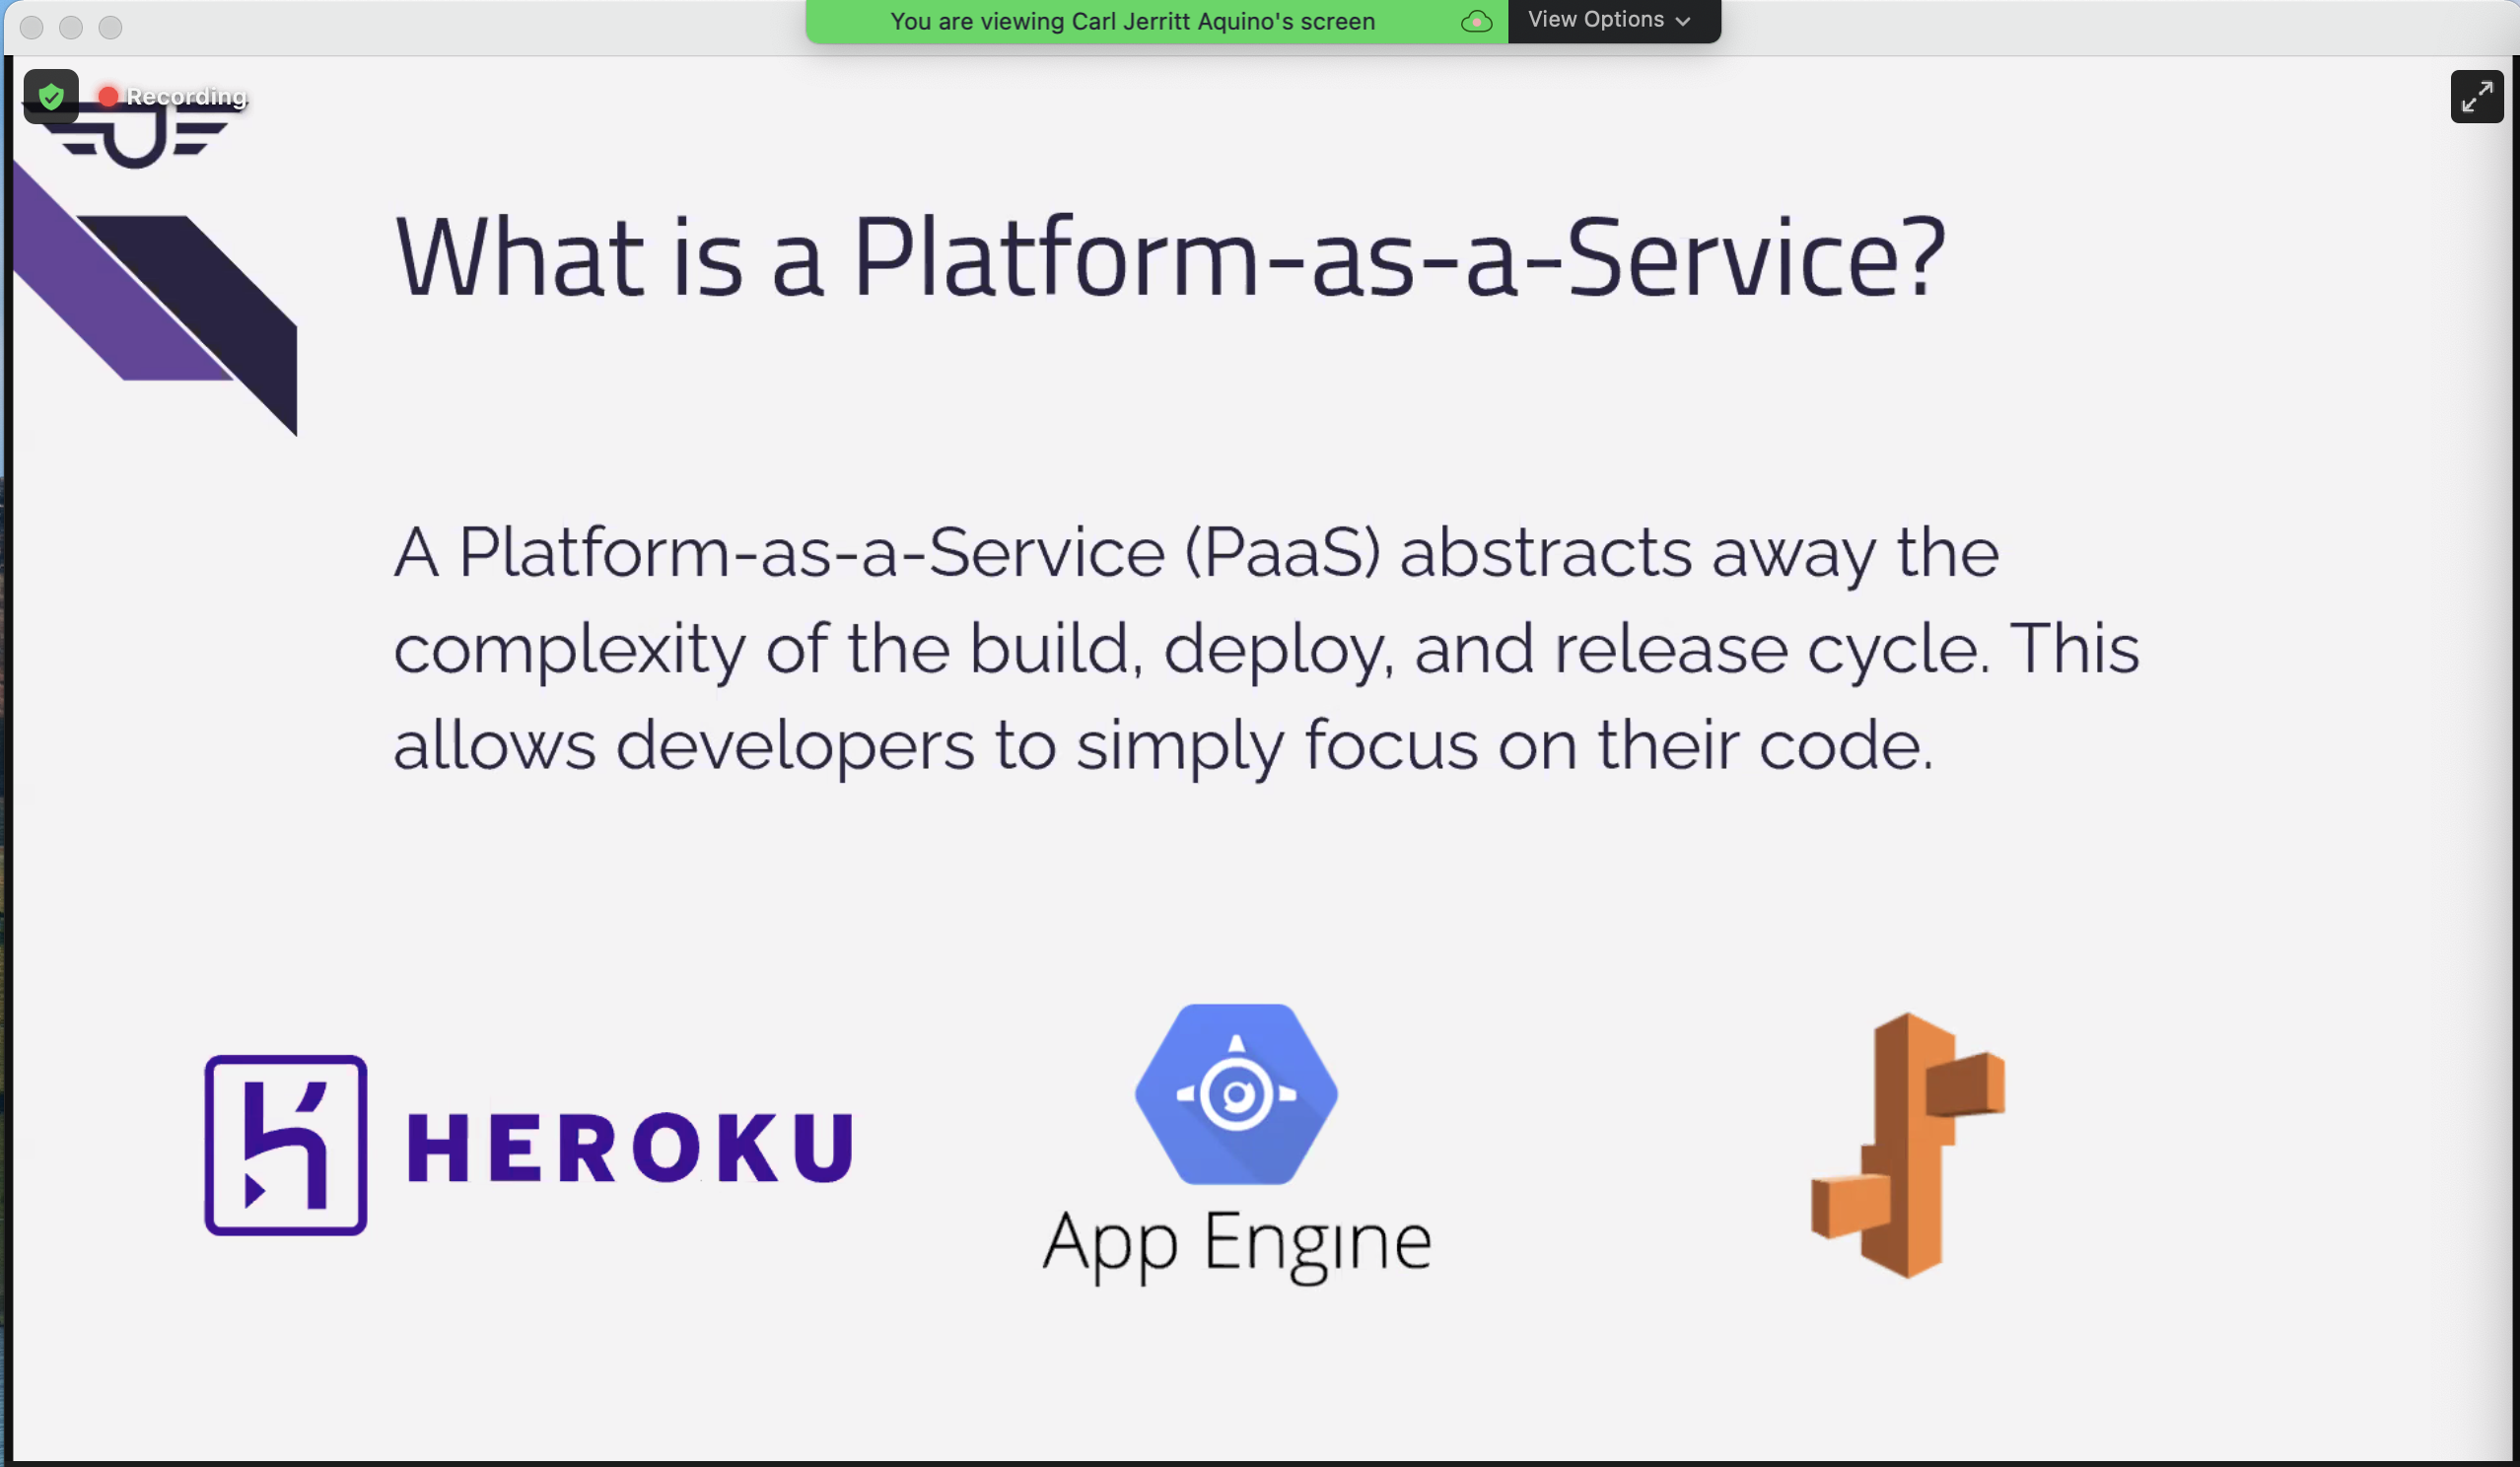 You are viewing Carl Jerritt Aquino's screen
View Options
Recording
What is a Platform-as-a-Service?
A Platform-as-a-Service (PaaS) abstracts away the
complexity of the build, deploy, and release cycle. This
allows developers to simply focus on their code.
HEROKU
App Engine